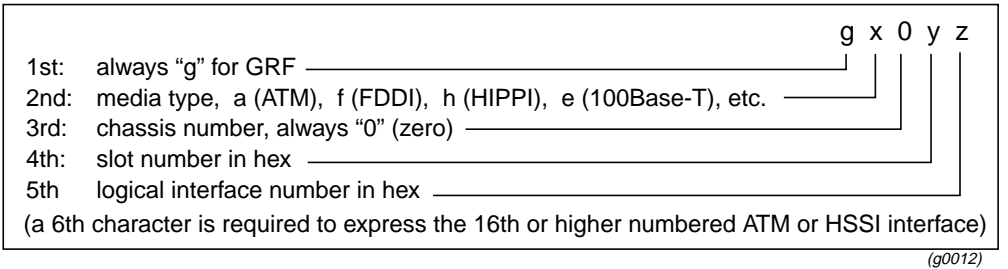 g x 0 y z
1st: always “g” for GRF
2nd: media type, a (ATM), f (FDDI), h (HIPPI), e (100Base-T), etc.
3rd: chassis number, always “0” (zero)
4th: slot number in hex
5th logical interface number in hex
(a 6th character is required to express the 16th or higher numbered ATM or HSSI interface)
(g0012)